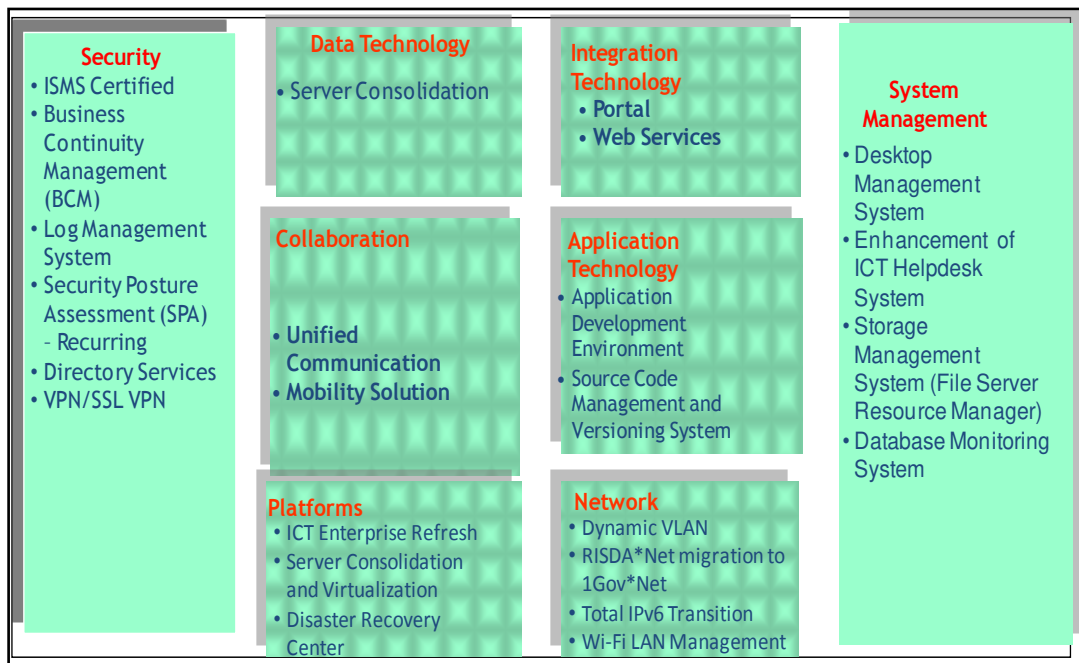 Security
• ISMS Certified
• Business
Continuity
Management
(BCM)
• Log Management
System
• Security Posture
Assessment (SPA)
– Recurring
• Directory Services
• VPN/SSL VPN
Data Technology
• Server Consolidation
Integration
Technology
• Portal
• Web Services
Collaboration
• Unified
Communication
• Mobility Solution
Application
Technology
• Application
Development
Environment
• Source Code
Management and
Versioning System
Platforms
• ICT Enterprise Refresh
• Server Consolidation
and Virtualization
• Disaster Recovery
Center
Network
• Dynamic VLAN
• RISDA*Net migration to
1Gov*Net
• Total IPv6 Transition
• Wi-Fi LAN Management
System
Management
• Desktop
Management
System
• Enhancement of
ICT Helpdesk
System
• Storage
Management
System (File Server
Resource Manager)
• Database Monitoring
System